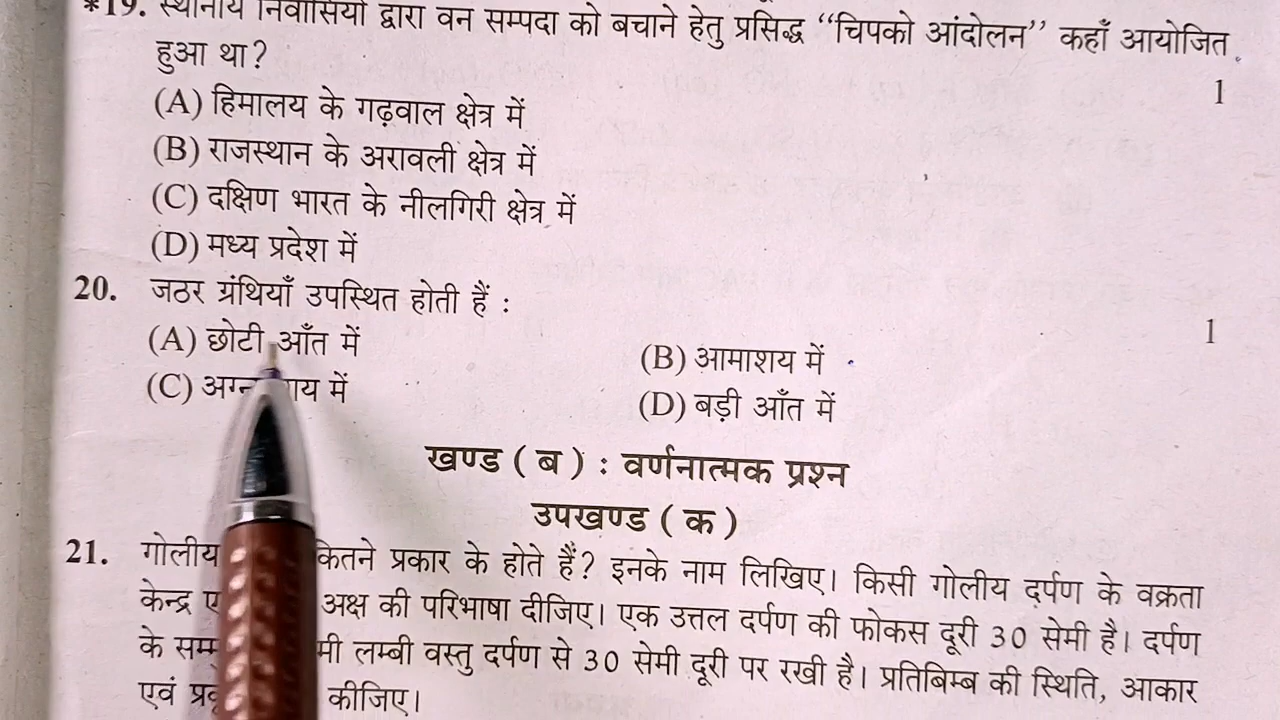 *19. स्थानीय निवासियों द्वारा वन सम्पदा को बचाने हेतु प्रसिद्ध “चिपको आंदोलन” कहाँ आयोजित
हुआ था? 1
(A) हिमालय के गढ़वाल क्षेत्र में
(B) राजस्थान के अरावली क्षेत्र में
(C) दक्षिण भारत के नीलगिरी क्षेत्र में
(D) मध्य प्रदेश में
20. जठर ग्रंथियाँ उपस्थित होती हैं : 1
(A) छोटी आँत में (B) आमाशय में
(C) में (D) बड़ी आँत में
खण्ड ( ब ) : वर्णनात्मक प्रश्न
उपखण्ड ( क )
21. गोलीय कितने प्रकार के होते हैं? इनके नाम लिखिए। किसी गोलीय दर्पण के वक्रता
केन्द्र अक्ष की परिभाषा दीजिए। एक उत्तल दर्पण की फोकस दूरी 30 सेमी है। दर्पण
के लम्बी वस्तु दर्पण से 30 सेमी दूरी पर रखी है। प्रतिबिम्ब की स्थिति, आकार
एवं कीजिए।